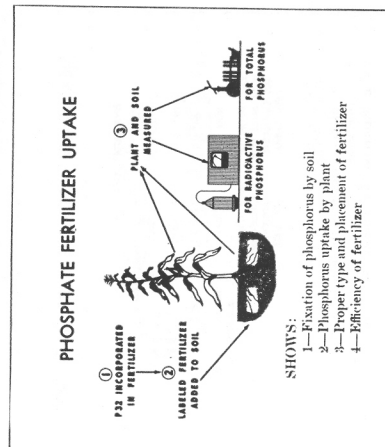 PHOSPHATE FERTILIZER UPTAKE
①
P32 INCORPORATED
IN FERTILIZER
②
LABELED FERTILIZER
ADDED TO SOIL
③
PLANT AND SOIL
MEASURED
FOR RADIOACTIVE
PHOSPHORUS
FOR TOTAL
PHOSPHORUS
SHOWS:
1—Fixation of phosphorus by soil
2—Phosphorus uptake by plant
3—Proper type and placement of fertilizer
4—Efficiency of fertilizer